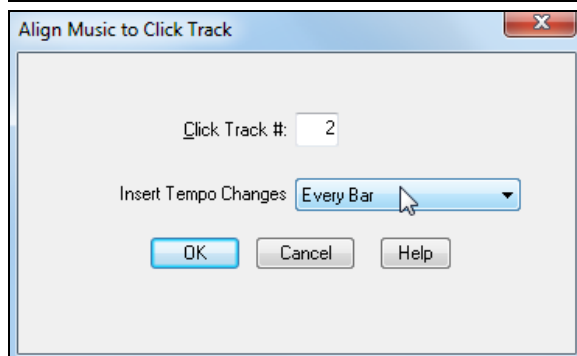 Align Music to Click Track
Click Track #: 2
Insert Tempo Changes Every Bar
OK Cancel Help